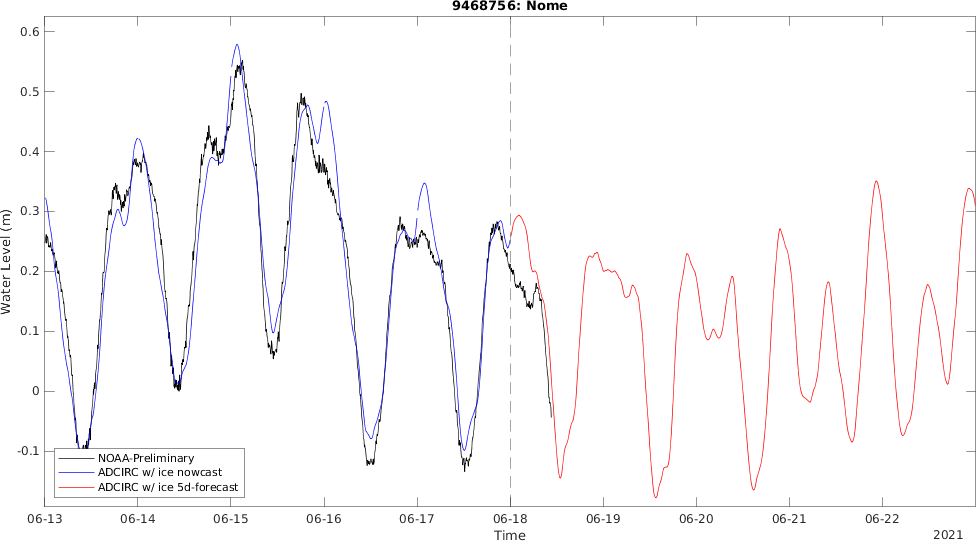 9468756: Nome
Water Level (m)
0.6
0.5
0.4
0.3
0.2
0.1
0
-0.1
NOAA-Preliminary
ADCIRC w/ ice nowcast
ADCIRC w/ ice 5d-forecast
06-13 06-14 06-15 06-16 06-17 06-18 06-19 06-20 06-21 06-22
Time
2021